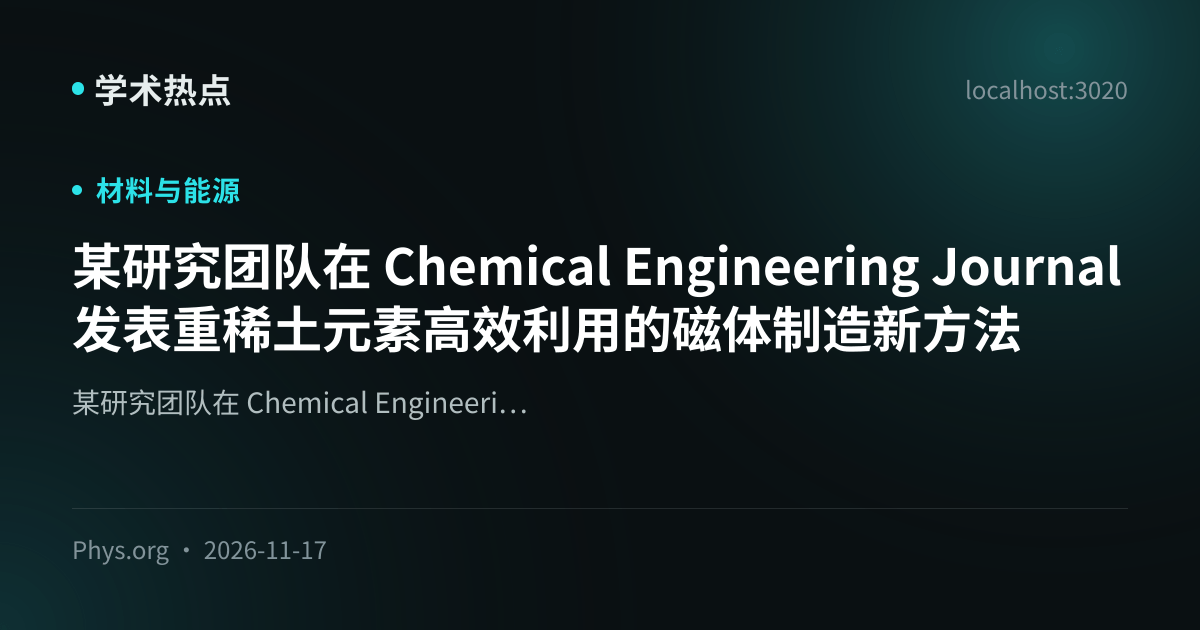 学术热点
localhost:3020
材料与能源
某研究团队在 Chemical Engineering Journal
发表重稀土元素高效利用的磁体制造新方法
某研究团队在 Chemical Engineeri…
Phys.org • 2026-11-17